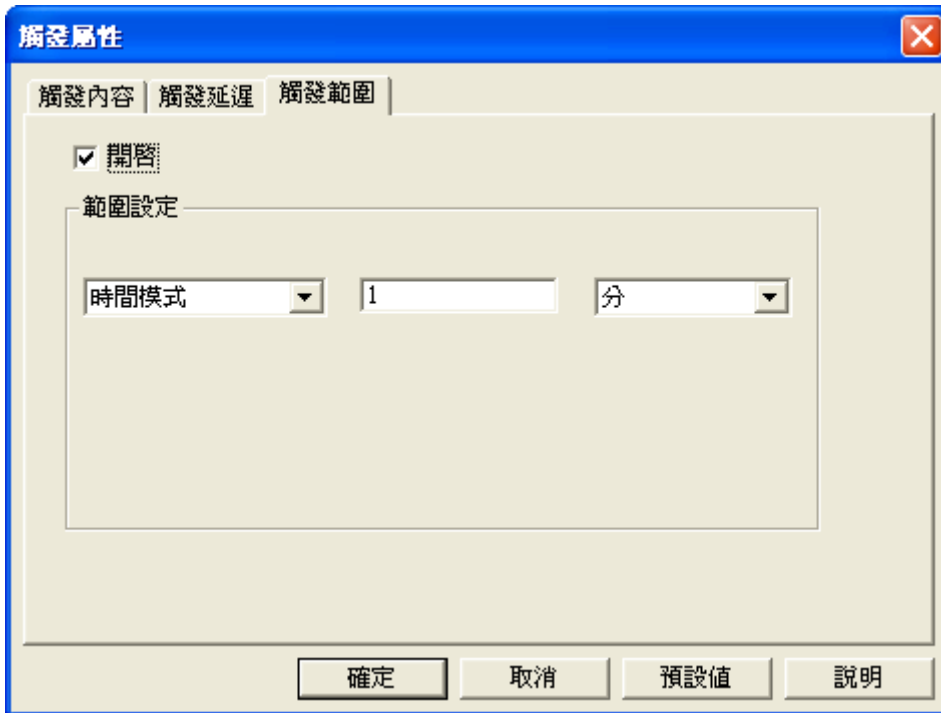 觸發屬性
觸發內容 觸發延遲 觸發範圍
開啓
範圍設定
時間模式 1 分
確定 取消 預設值 說明